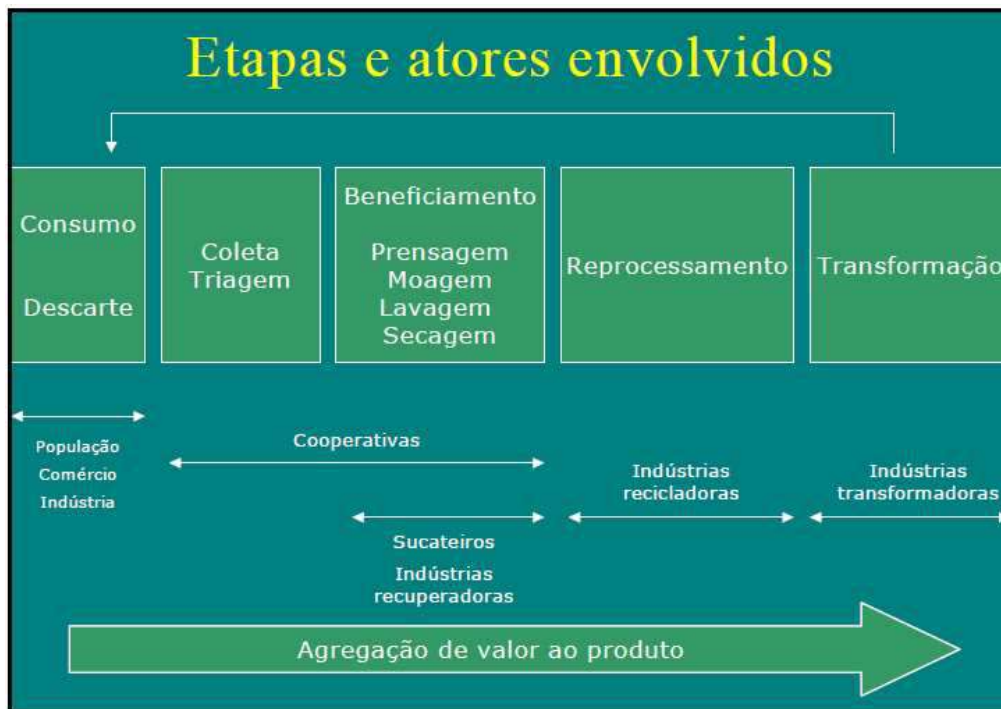 Etapas e atores envolvidos
Consumo
Descarte
Coleta
Triagem
Beneficiamento
Prensagem
Moagem
Lavagem
Secagem
Reprocessamento
Transformação
População
Comércio
Indústria
Cooperativas
Sucateiros
Indústrias
recuperadoras
Indústrias
recicladoras
Indústrias
transformadoras
Agregação de valor ao produto